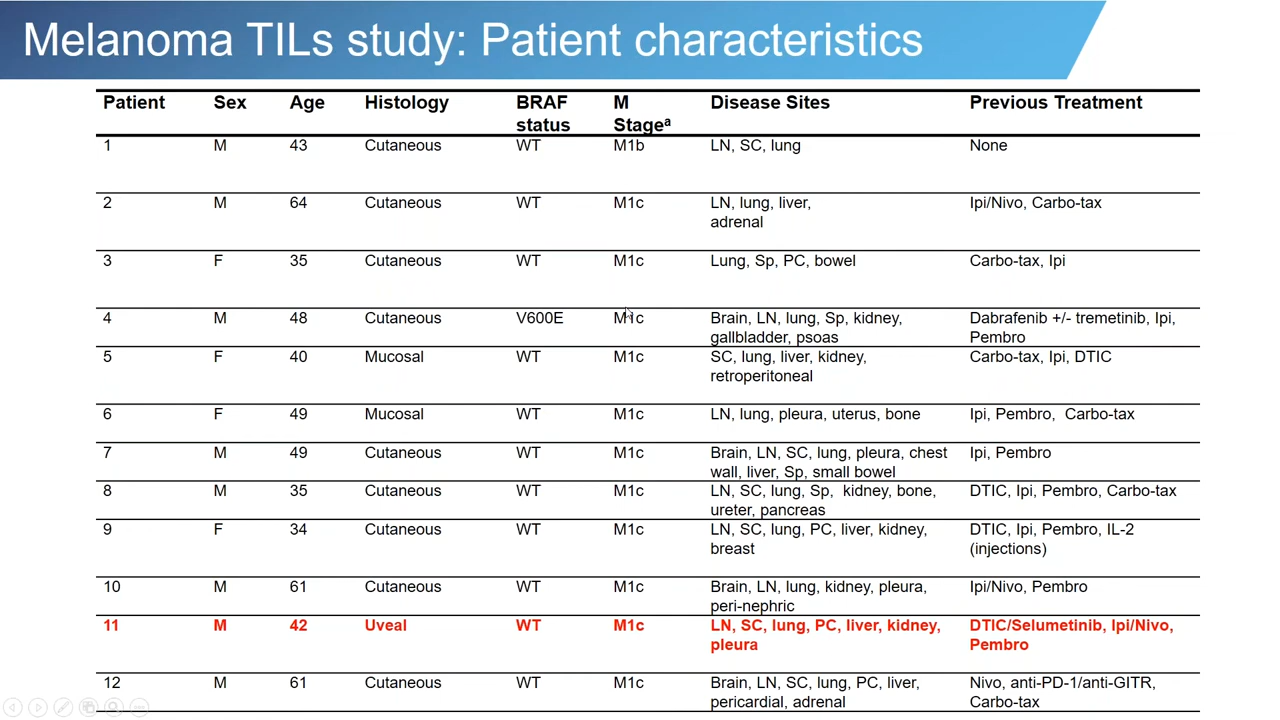 Melanoma TILs study: Patient characteristics
Patient Sex Age Histology BRAF status M Stageᵃ Disease Sites Previous Treatment
1 M 43 Cutaneous WT M1b LN, SC, lung None
2 M 64 Cutaneous WT M1c LN, lung, liver, adrenal Ipi/Nivo, Carbo-tax
3 F 35 Cutaneous WT M1c Lung, Sp, PC, bowel Carbo-tax, Ipi
4 M 48 Cutaneous V600E M1c Brain, LN, lung, Sp, kidney, gallbladder, psoas Dabrafenib +/- tremetinib, Ipi, Pembro
5 F 40 Mucosal WT M1c SC, lung, liver, kidney, retroperitoneal Carbo-tax, Ipi, DTIC
6 F 49 Mucosal WT M1c LN, lung, pleura, uterus, bone Ipi, Pembro, Carbo-tax
7 M 49 Cutaneous WT M1c Brain, LN, SC, lung, pleura, chest wall, liver, Sp, small bowel Ipi, Pembro
8 M 35 Cutaneous WT M1c LN, SC, lung, Sp, kidney, bone, ureter, pancreas DTIC, Ipi, Pembro, Carbo-tax
9 F 34 Cutaneous WT M1c LN, SC, lung, PC, liver, kidney, breast DTIC, Ipi, Pembro, IL-2 (injections)
10 M 61 Cutaneous WT M1c Brain, LN, lung, kidney, pleura, peri-nephric Ipi/Nivo, Pembro
11 M 42 Uveal WT M1c LN, SC, lung, PC, liver, kidney, pleura DTIC/Selumetinib, Ipi/Nivo, Pembro
12 M 61 Cutaneous WT M1c Brain, LN, SC, lung, PC, liver, pericardial, adrenal Nivo, anti-PD-1/anti-GITR, Carbo-tax